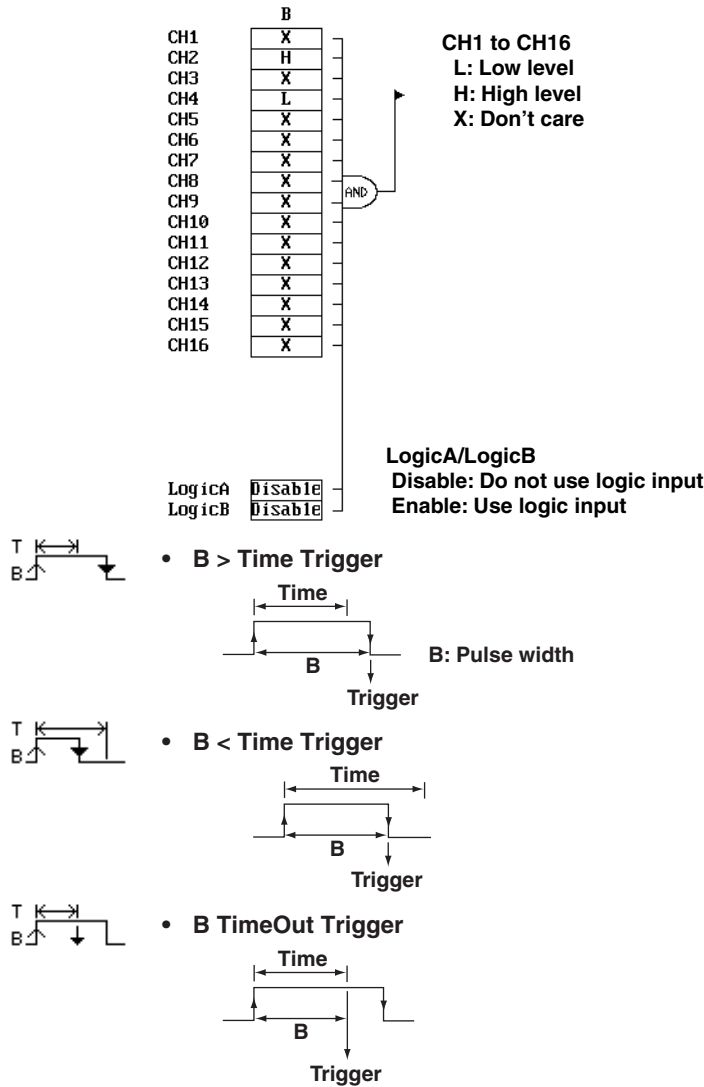 B
CH1 X
CH2 H
CH3 X
CH4 L
CH5 X
CH6 X
CH7 X
CH8 X
CH9 X
CH10 X
CH11 X
CH12 X
CH13 X
CH14 X
CH15 X
CH16 X
AND
CH1 to CH16
L: Low level
H: High level
X: Don't care
LogicA Disable
LogicB Disable
LogicA/LogicB
Disable: Do not use logic input
Enable: Use logic input
T
B
• B > Time Trigger
Time
B
B: Pulse width
Trigger
T
B
• B < Time Trigger
Time
B
Trigger
T
B
• B TimeOut Trigger
Time
B
Trigger